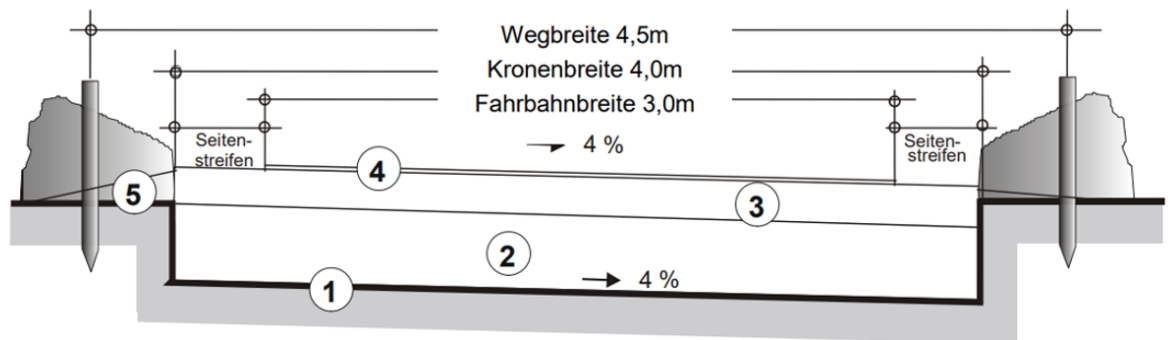 Wegbreite 4,5m
Kronenbreite 4,0m
Fahrbahnbreite 3,0m
Seiten-
streifen
4 %
Seiten-
streifen
4
5
3
2
4 %
1